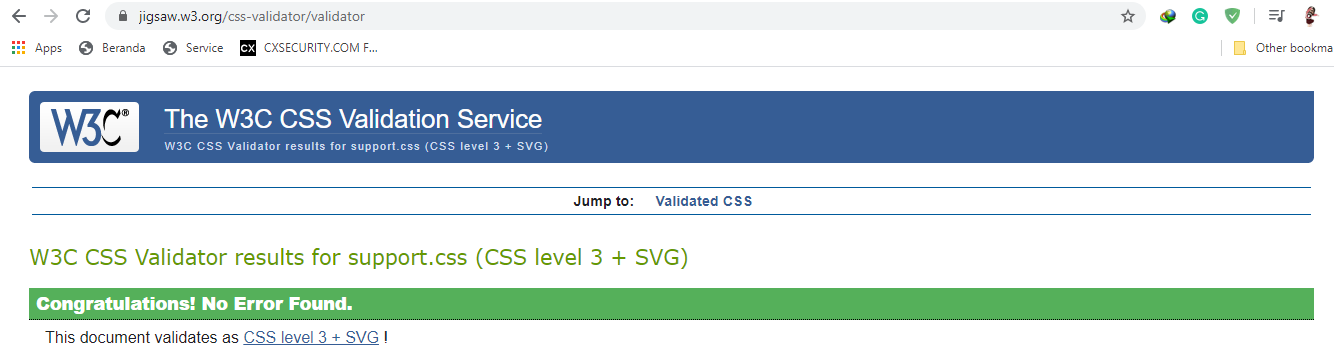 jigsaw.w3.org/css-validator/validator
Apps Beranda Service CX CXSECURITY.COM F... Other bookma
W3C® The W3C CSS Validation Service
W3C CSS Validator results for support.css (CSS level 3 + SVG)
Jump to: Validated CSS
W3C CSS Validator results for support.css (CSS level 3 + SVG)
Congratulations! No Error Found.
This document validates as CSS level 3 + SVG !